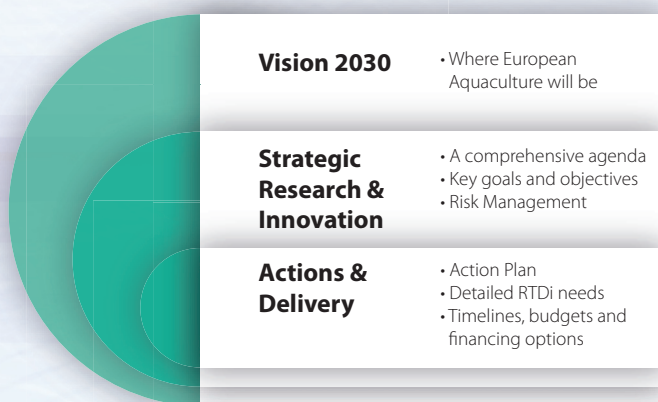 Vision 2030
• Where European
Aquaculture will be
Strategic
Research &
Innovation
• A comprehensive agenda
• Key goals and objectives
• Risk Management
Actions &
Delivery
• Action Plan
• Detailed RTDi needs
• Timelines, budgets and
financing options